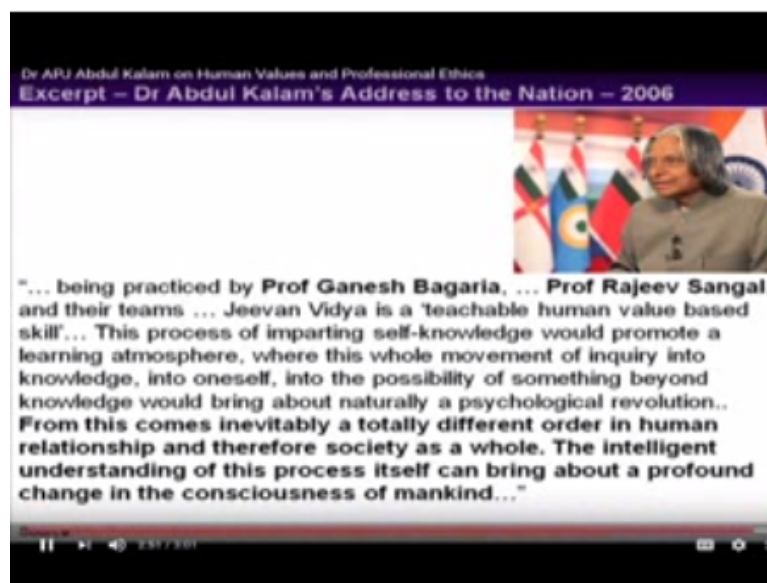 Dr APJ Abdul Kalam on Human Values and Professional Ethics
Excerpt – Dr Abdul Kalam's Address to the Nation – 2006
"... being practiced by Prof Ganesh Bagaria, ... Prof Rajeev Sangal
and their teams ... Jeevan Vidya is a 'teachable human value based
skill'... This process of imparting self-knowledge would promote a
learning atmosphere, where this whole movement of inquiry into
knowledge, into oneself, into the possibility of something beyond
knowledge would bring about naturally a psychological revolution..
From this comes inevitably a totally different order in human
relationship and therefore society as a whole. The intelligent
understanding of this process itself can bring about a profound
change in the consciousness of mankind..."
2:51 / 3:01